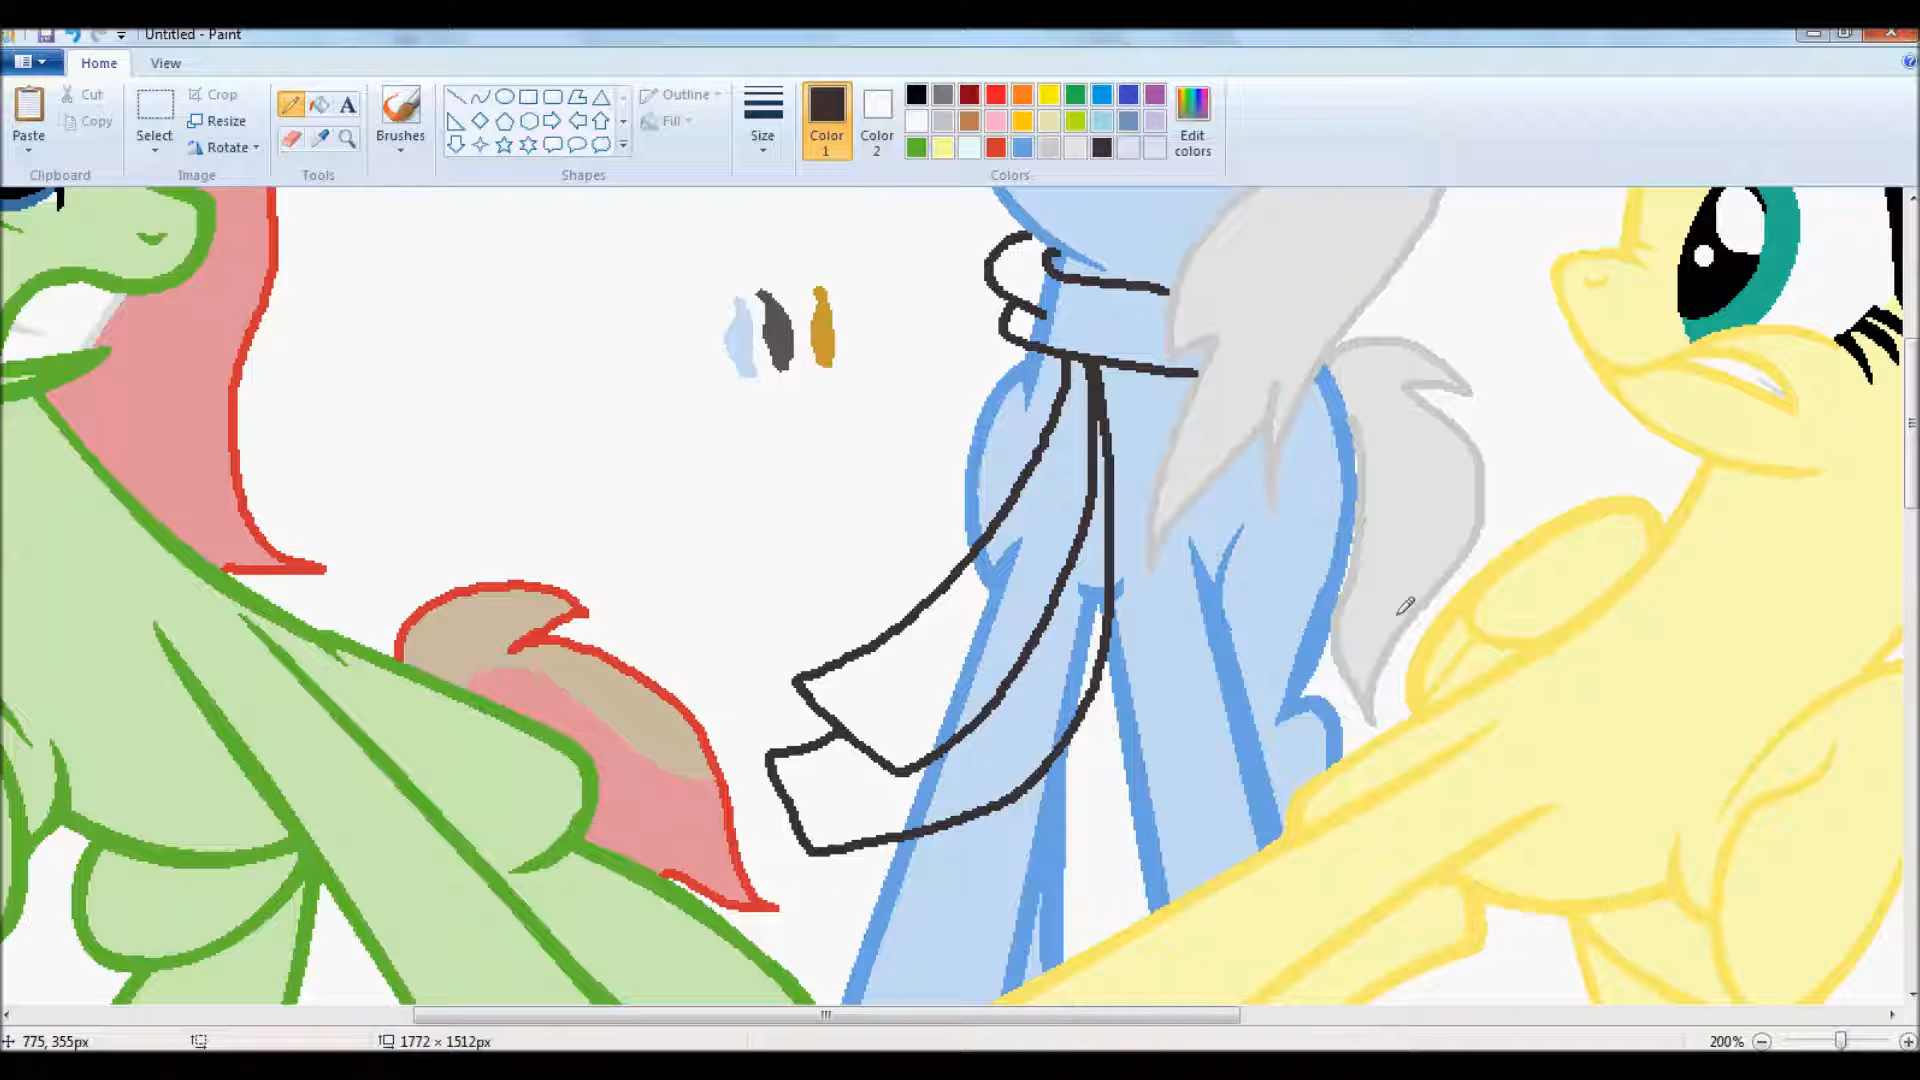 Untitled - Paint
Home View
Paste
Cut
Copy
Clipboard
Select
Crop
Resize
Rotate
Image
A
Tools
Brushes
Shapes
Outline
Fill
Size
Color 1
Color 2
Edit colors
Colors
775, 355px
1772 × 1512px
200%